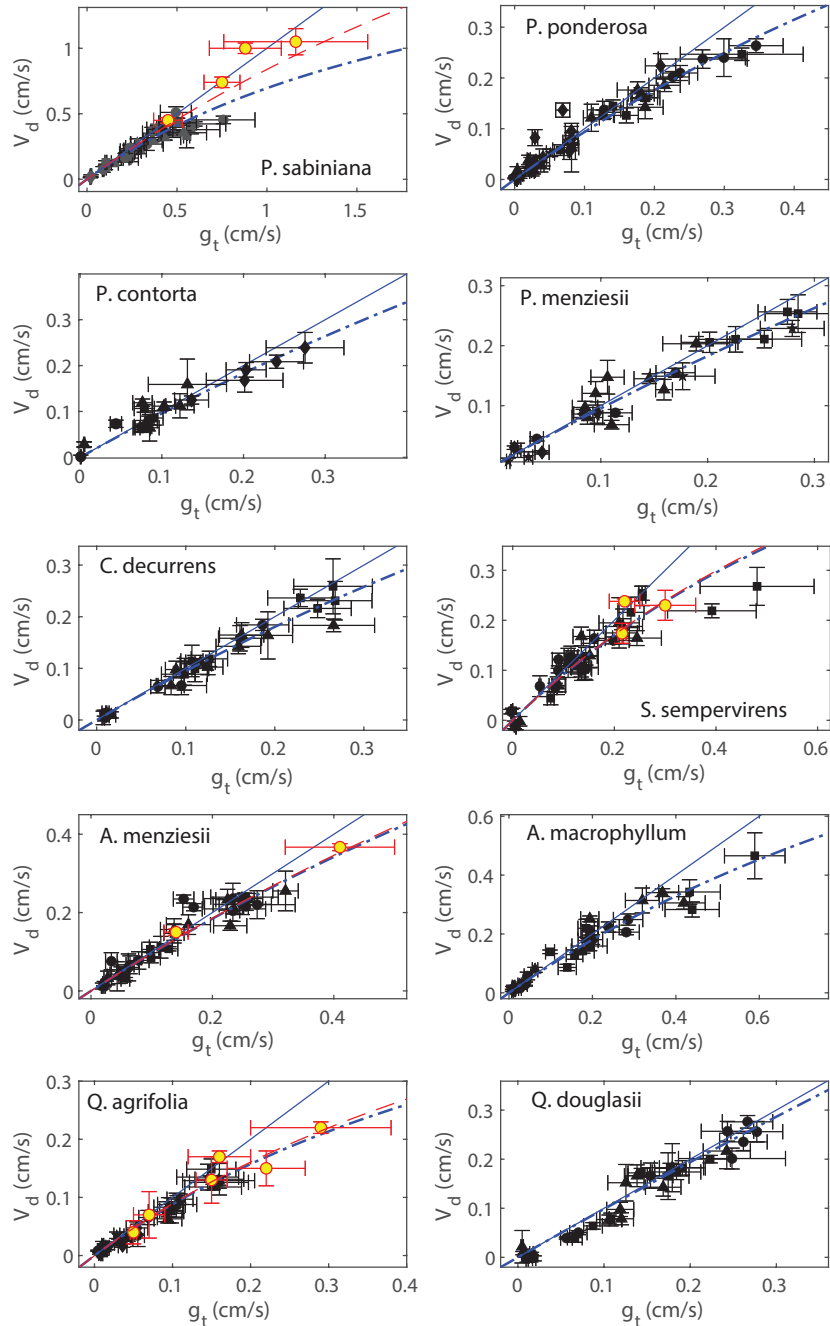 P. sabiniana
V_d (cm/s)
1
0.5
0
0 0.5 1 1.5
g_t (cm/s)
P. ponderosa
V_d (cm/s)
0.3
0.2
0.1
0
0 0.1 0.2 0.3 0.4
g_t (cm/s)
P. contorta
V_d (cm/s)
0.3
0.2
0.1
0
0 0.1 0.2 0.3
g_t (cm/s)
P. menziesii
V_d (cm/s)
0.3
0.2
0.1
0.1 0.2 0.3
g_t (cm/s)
C. decurrens
V_d (cm/s)
0.3
0.2
0.1
0
0 0.1 0.2 0.3
g_t (cm/s)
S. sempervirens
V_d (cm/s)
0.3
0.2
0.1
0
0 0.2 0.4 0.6
g_t (cm/s)
A. menziesii
V_d (cm/s)
0.4
0.2
0
0 0.2 0.4
g_t (cm/s)
A. macrophyllum
V_d (cm/s)
0.6
0.4
0.2
0
0 0.2 0.4 0.6
g_t (cm/s)
Q. agrifolia
V_d (cm/s)
0.3
0.2
0.1
0
0 0.1 0.2 0.3 0.4
g_t (cm/s)
Q. douglasii
V_d (cm/s)
0.3
0.2
0.1
0
0 0.1 0.2 0.3
g_t (cm/s)